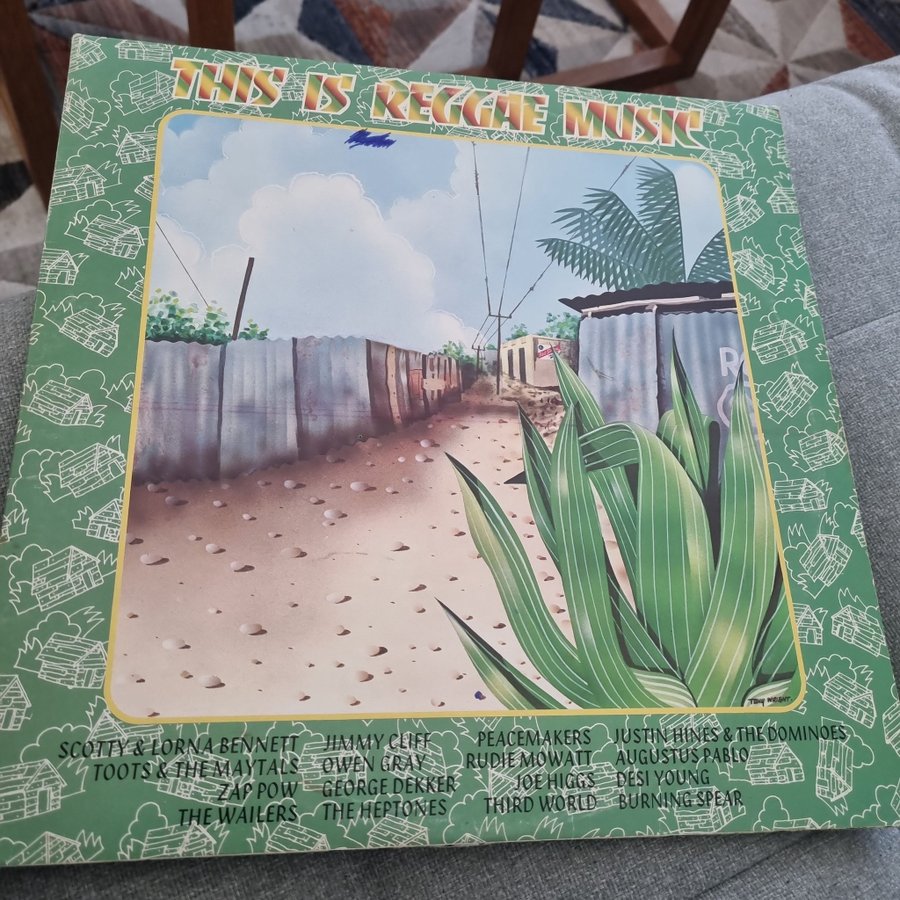 THIS IS REGGAE MUSIC
TONY WRIGHT
SCOTTY & LORNA BENNETT
TOOTS & THE MAYTALS
ZAP POW
THE WAILERS
JIMMY CLIFF
OWEN GRAY
GEORGE DEKKER
THE HEPTONES
PEACEMAKERS
RUDIE MOWATT
JOE HIGGS
THIRD WORLD
JUSTIN HINES & THE DOMINOES
AUGUSTUS PABLO
DESI YOUNG
BURNING SPEAR